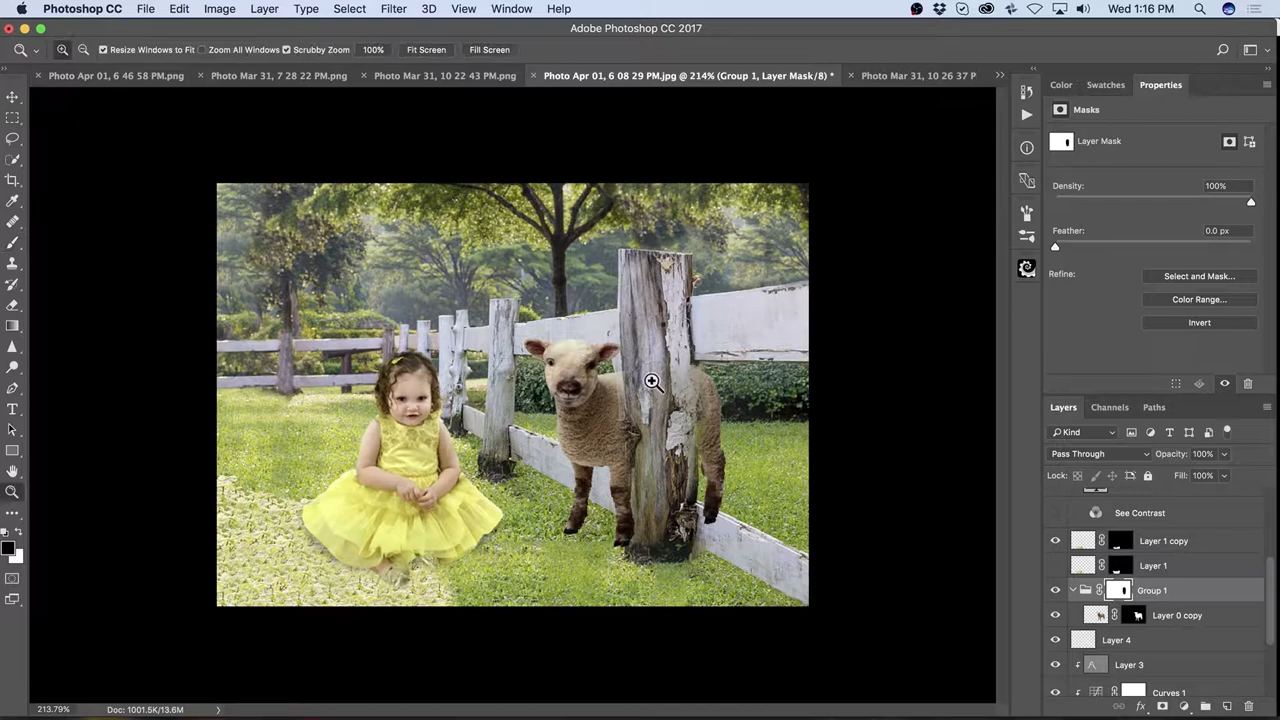 Photoshop CC File Edit Image Layer Type Select Filter 3D View Window Help Wed 1:16 PM
Adobe Photoshop CC 2017
Resize Windows to Fit Zoom All Windows Scrubby Zoom 100% Fit Screen Fill Screen
Photo Apr 01, 6 46 58 PM.png Photo Mar 31, 7 28 22 PM.png Photo Mar 31, 10 22 43 PM.png Photo Apr 01, 6 08 29 PM.jpg @ 214% (Group 1, Layer Mask/8) * Photo Mar 31, 10 26 37 P
Color Swatches Properties
Masks
Layer Mask
Density: 100%
Feather: 0.0 px
Refine: Select and Mask...
Color Range...
Invert
Layers Channels Paths
Kind
Pass Through Opacity: 100%
Lock: Fill: 100%
See Contrast
Layer 1 copy
Layer 1
Group 1
Layer 0 copy
Layer 4
Layer 3
Curves 1
213.79% Doc: 1001.5K/13.6M